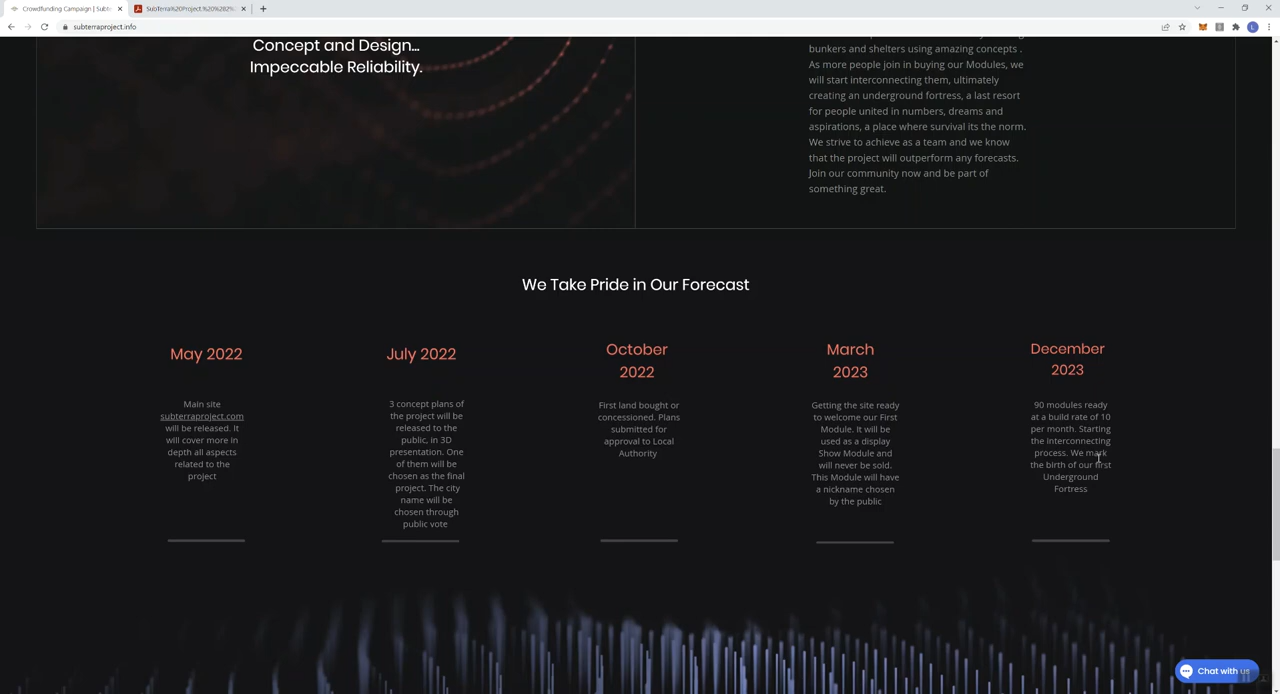 Crowdfunding Campaign | SubT
SubTerra%20Project.%20%282%
subterraproject.info
Concept and Design...
Impeccable Reliability.
bunkers and shelters using amazing concepts .
As more people join in buying our Modules, we
will start interconnecting them, ultimately
creating an underground fortress, a last resort
for people united in numbers, dreams and
aspirations, a place where survival its the norm.
We strive to achieve as a team and we know
that the project will outperform any forecasts.
Join our community now and be part of
something great.
We Take Pride in Our Forecast
May 2022
Main site
subterraproject.com
will be released. It
will cover more in
depth all aspects
related to the
project
July 2022
3 concept plans of
the project will be
released to the
public, in 3D
presentation. One
of them will be
chosen as the final
project. The city
name will be
chosen through
public vote
October
2022
First land bought or
concessioned. Plans
submitted for
approval to Local
Authority
March
2023
Getting the site ready
to welcome our First
Module. It will be
used as a display
Show Module and
will never be sold.
This Module will have
a nickname chosen
by the public
December
2023
90 modules ready
at a build rate of 10
per month. Starting
the interconnecting
process. We mark
the birth of our first
Underground
Fortress
Chat with us